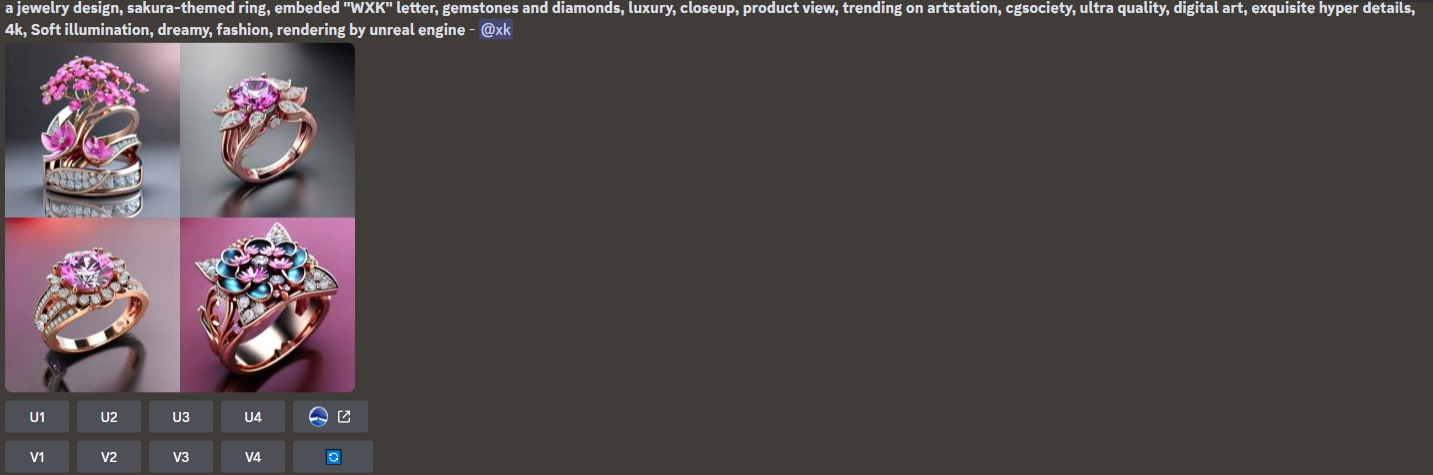 a jewelry design, sakura-themed ring, embeded "WXK" letter, gemstones and diamonds, luxury, closeup, product view, trending on artstation, cgsociety, ultra quality, digital art, exquisite hyper details,
4k, Soft illumination, dreamy, fashion, rendering by unreal engine - @xk
U1 U2 U3 U4
V1 V2 V3 V4